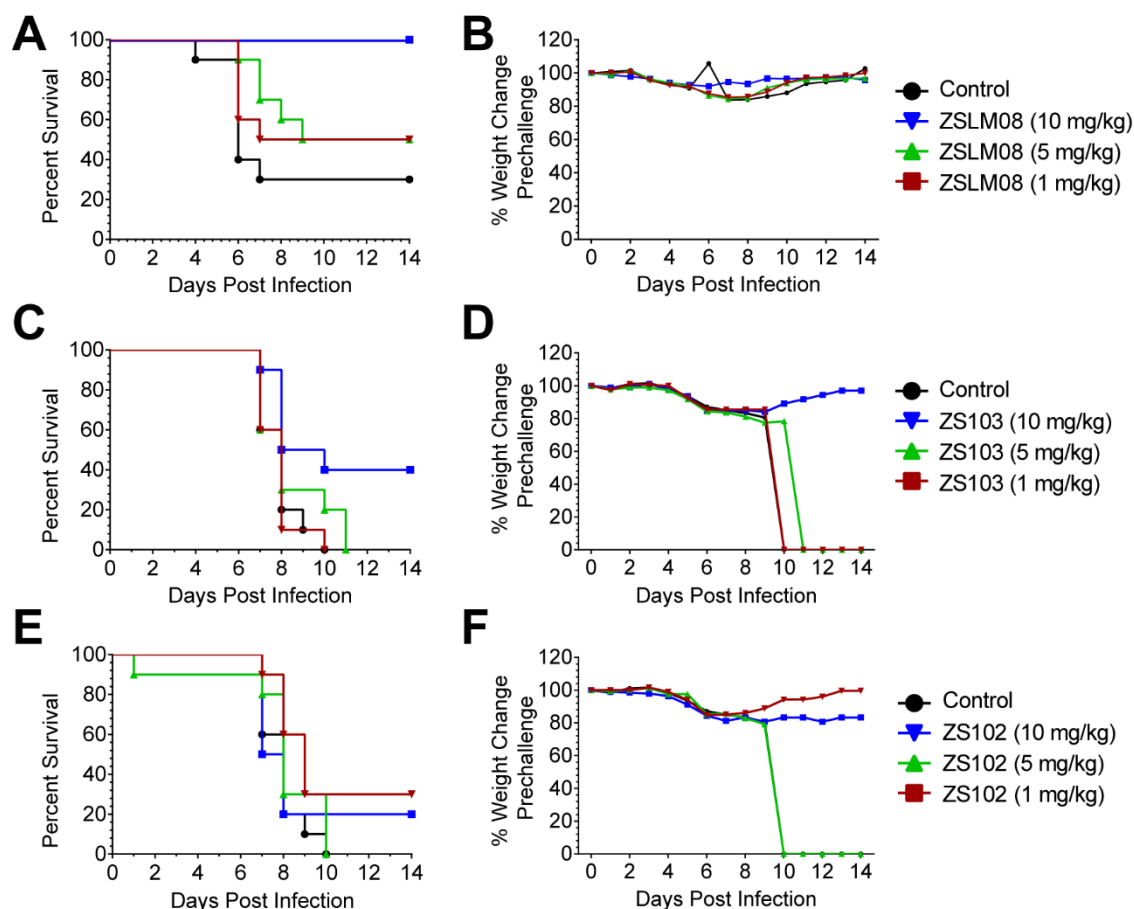 A
Percent Survival
100
80
60
40
20
0
0 2 4 6 8 10 12 14
Days Post Infection
B
% Weight Change
Prechallenge
120
100
80
60
40
20
0
0 2 4 6 8 10 12 14
Days Post Infection
Control
ZSLM08 (10 mg/kg)
ZSLM08 (5 mg/kg)
ZSLM08 (1 mg/kg)
C
Percent Survival
100
80
60
40
20
0
0 2 4 6 8 10 12 14
Days Post Infection
D
% Weight Change
Prechallenge
120
100
80
60
40
20
0
0 2 4 6 8 10 12 14
Days Post Infection
Control
ZS103 (10 mg/kg)
ZS103 (5 mg/kg)
ZS103 (1 mg/kg)
E
Percent Survival
100
80
60
40
20
0
0 2 4 6 8 10 12 14
Days Post Infection
F
% Weight Change
Prechallenge
120
100
80
60
40
20
0
0 2 4 6 8 10 12 14
Days Post Infection
Control
ZS102 (10 mg/kg)
ZS102 (5 mg/kg)
ZS102 (1 mg/kg)